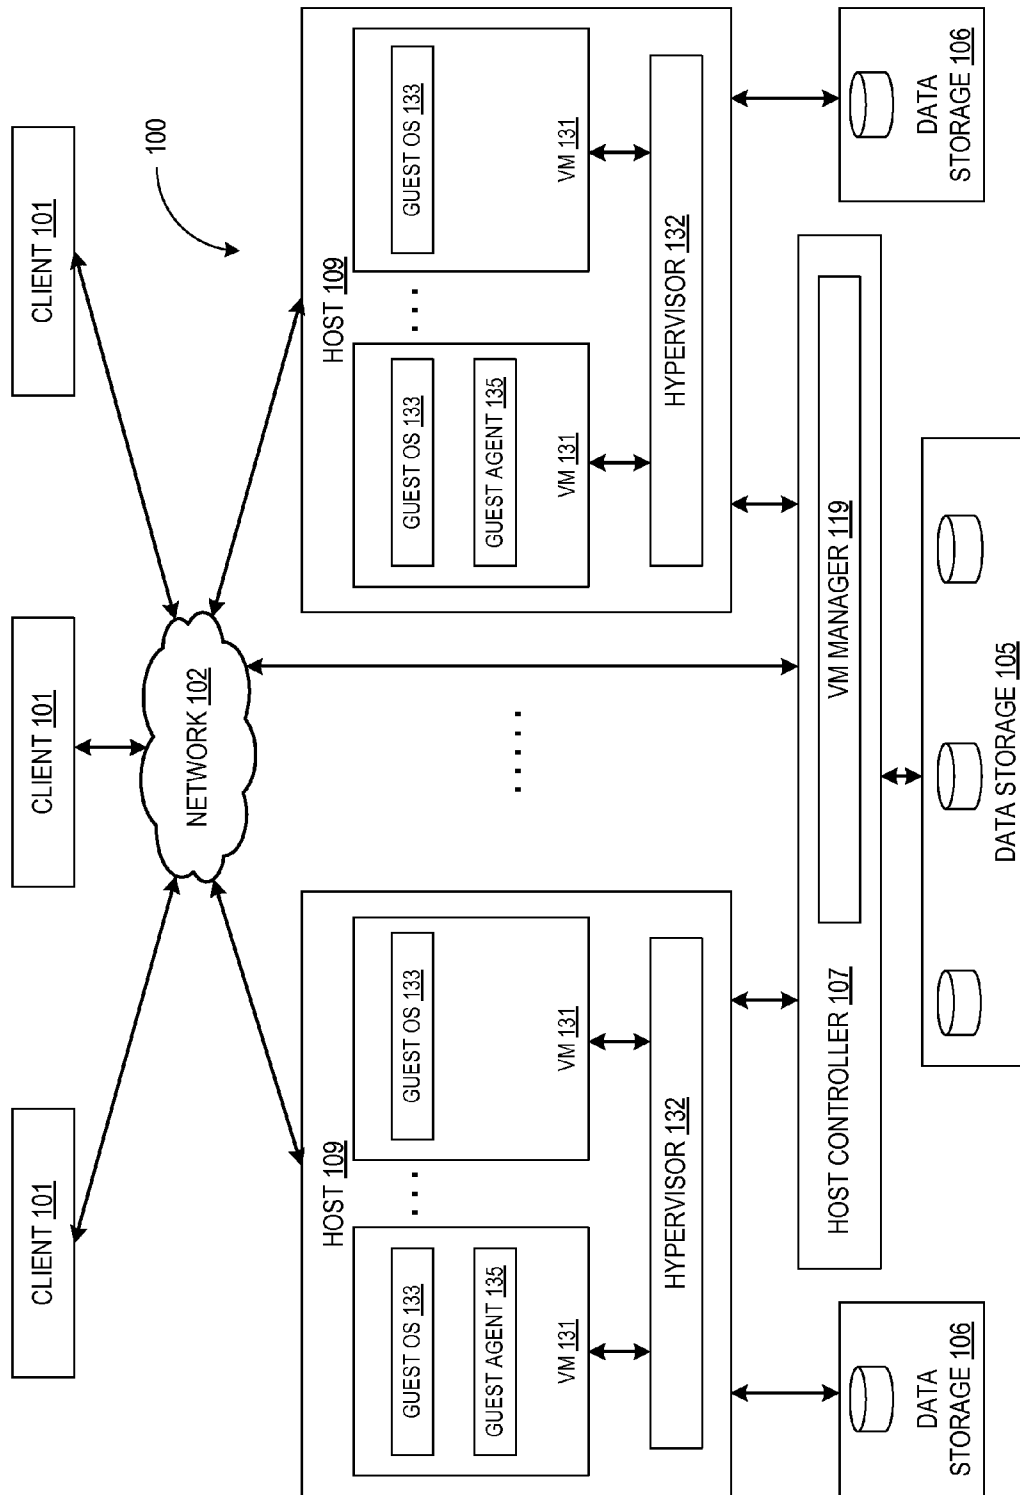 CLIENT 101
CLIENT 101
CLIENT 101
100
NETWORK 102
HOST 109
GUEST OS 133
GUEST AGENT 135
VM 131
GUEST OS 133
VM 131
HYPERVISOR 132
HOST 109
GUEST OS 133
GUEST AGENT 135
VM 131
GUEST OS 133
VM 131
HYPERVISOR 132
HOST CONTROLLER 107
VM MANAGER 119
DATA
STORAGE 106
DATA STORAGE 105
DATA
STORAGE 106